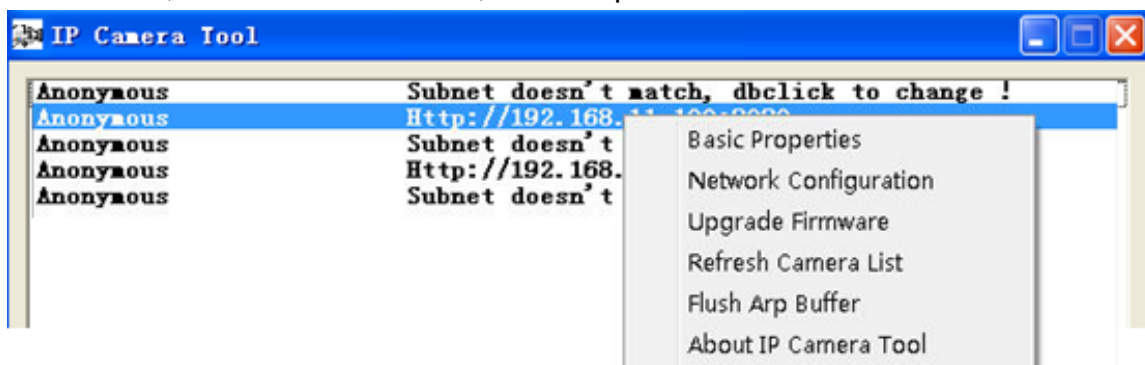 IP Camera Tool
Anonymous Subnet doesn't match, dbclick to change !
Anonymous Http://192.168.
Anonymous Subnet doesn't
Anonymous Http://192.168.
Anonymous Subnet doesn't
Basic Properties
Network Configuration
Upgrade Firmware
Refresh Camera List
Flush Arp Buffer
About IP Camera Tool